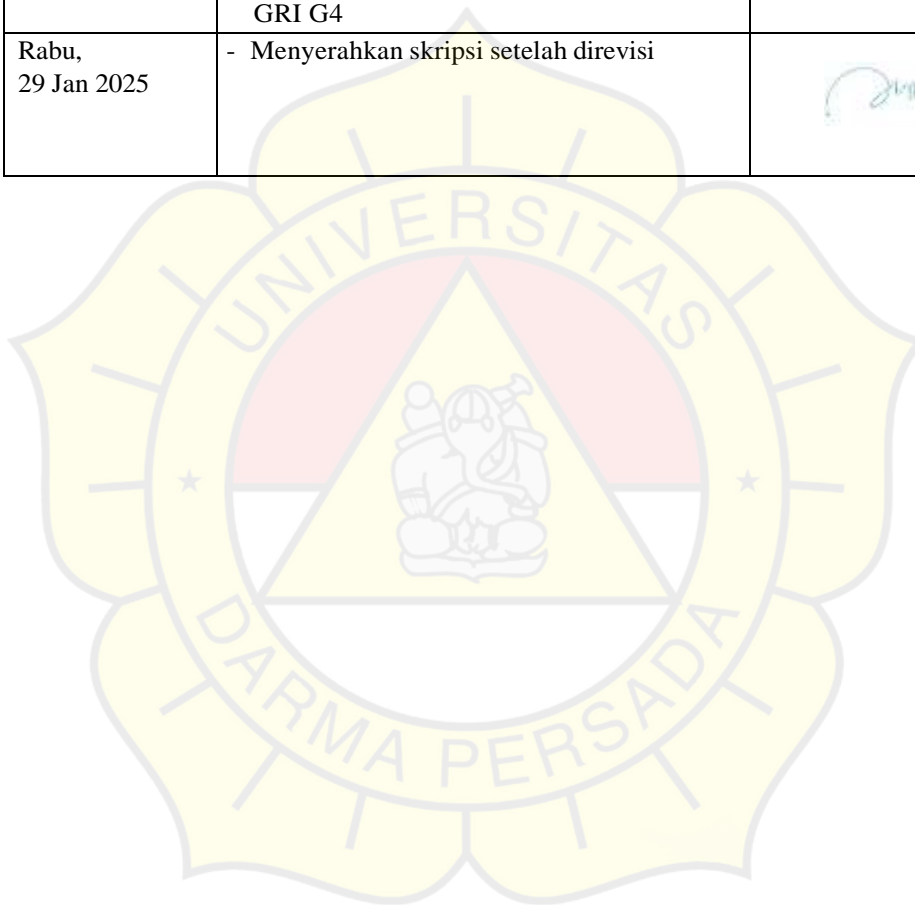 GRI G4
Rabu,
29 Jan 2025
- Menyerahkan skripsi setelah direvisi
UNIVERSITAS
DARMA PERSADA